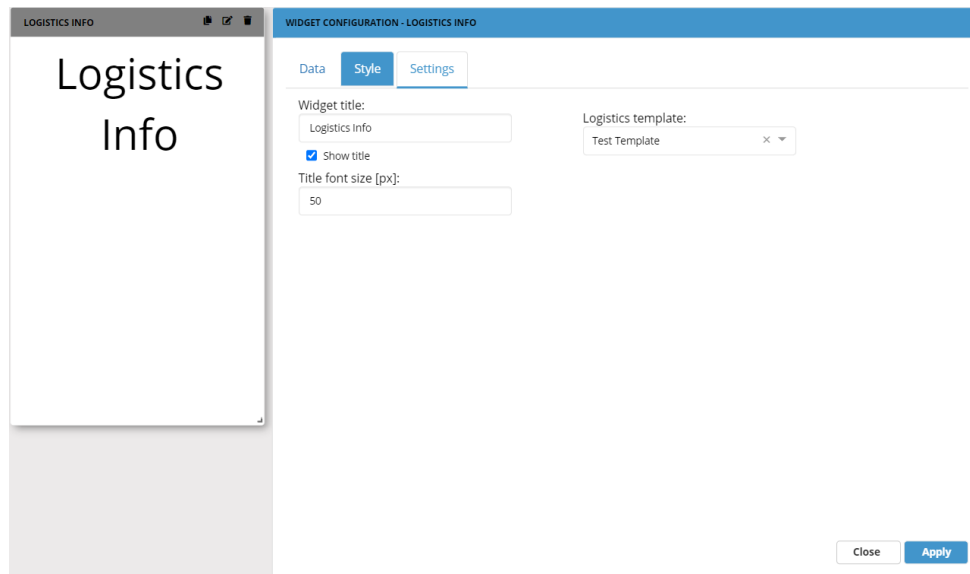 LOGISTICS INFO
Logistics
Info
WIDGET CONFIGURATION - LOGISTICS INFO
Data Style Settings
Widget title:
Logistics Info
Show title
Title font size [px]:
50
Logistics template:
Test Template
Close Apply